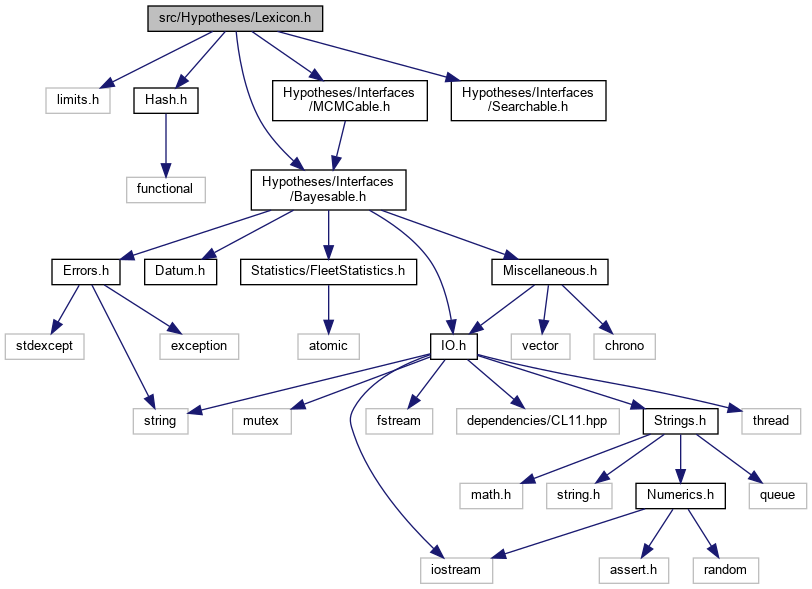 src/Hypotheses/Lexicon.h
limits.h
Hash.h
Hypotheses/Interfaces
/MCMCable.h
Hypotheses/Interfaces
/Searchable.h
functional
Hypotheses/Interfaces
/Bayesable.h
Errors.h
Datum.h
Statistics/FleetStatistics.h
Miscellaneous.h
stdexcept
exception
atomic
IO.h
vector
chrono
string
mutex
fstream
dependencies/CL11.hpp
Strings.h
thread
math.h
string.h
Numerics.h
queue
iostream
assert.h
random